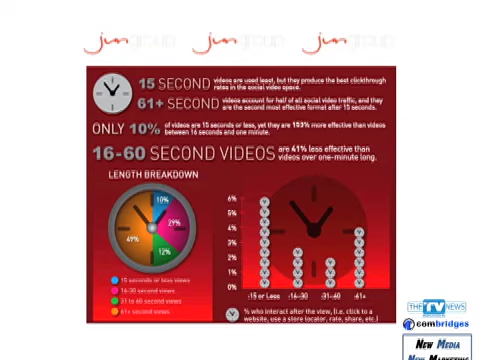 jungroup jungroup jungroup
15 SECOND videos are used least, but they produce the best clickthrough
rates in the social video space.
61+ SECOND videos account for half of all social video traffic, and they
are the second most effective format after 15 seconds.
ONLY 10% of videos are 15 seconds or less, yet they are 153% more effective than videos
between 16 seconds and one minute.
16-60 SECOND VIDEOS are 41% less effective than
videos over one-minute long.
LENGTH BREAKDOWN
10%
29%
49%
12%
15 seconds or less views
16-30 second views
31 to 60 second views
61+ second views
6%
5%
4%
3%
2%
1%
0%
:15 or Less :16-30 :31-60 :61+
% who interact after the view, (i.e. click to a
website, use a store locator, rate, share, etc.)
THE TV NEWS
combridges
NEW MEDIA
NEW MARKETING